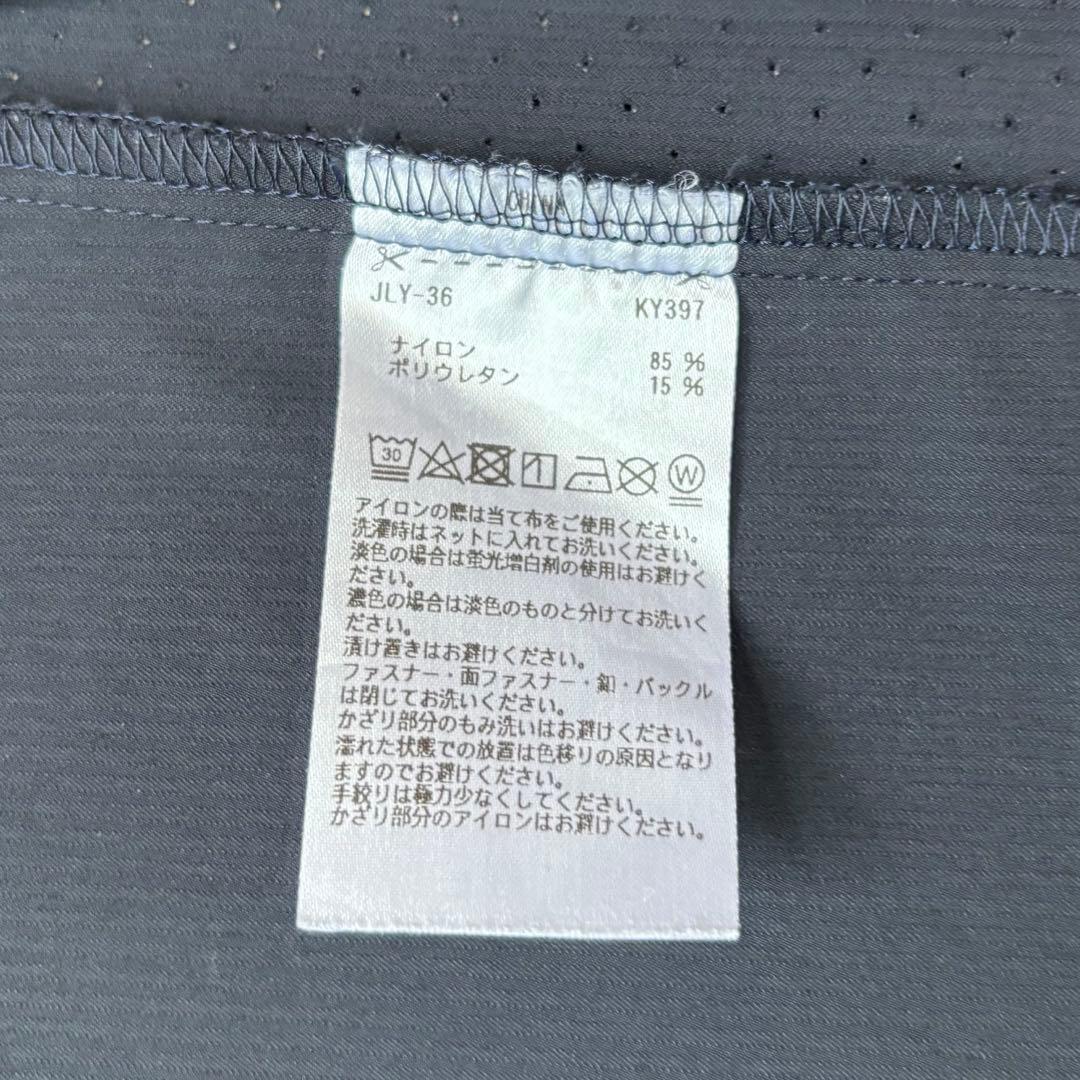 CHINA
JLY-36 KY397
ナイロン 85 %
ポリウレタン 15 %
30 W
アイロンの際は当て布をご使用ください。
洗濯時はネットに入れてお洗いください。
淡色の場合は蛍光増白剤の使用はお避けく
ださい。
濃色の場合は淡色のものと分けてお洗いく
ださい。
漬け置きはお避けください。
ファスナー・面ファスナー・釦・バックル
は閉じてお洗いください。
かざり部分のもみ洗いはお避けください。
濡れた状態での放置は色移りの原因となり
ますのでお避けください。
手絞りは極力少なくしてください。
かざり部分のアイロンはお避けください。